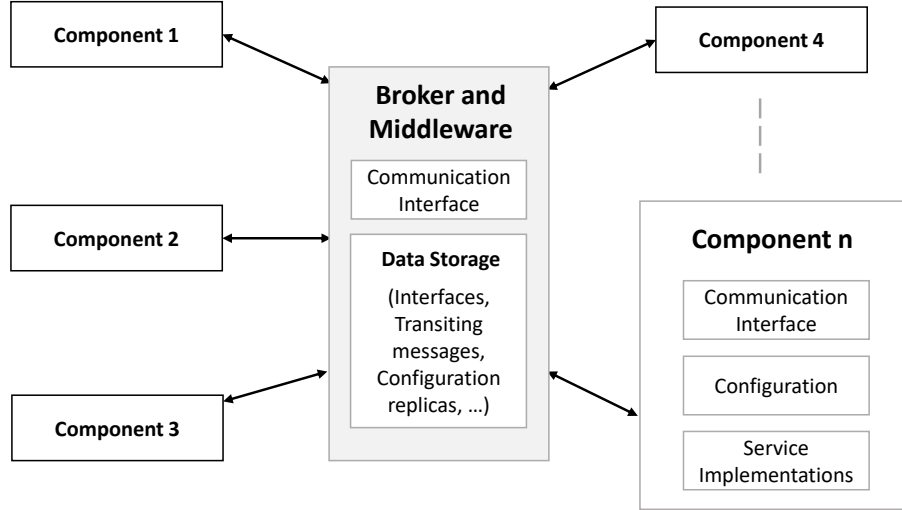 Component 1
Component 2
Component 3
Broker and
Middleware
Communication
Interface
Data Storage
(Interfaces,
Transiting
messages,
Configuration
replicas, …)
Component 4
Component n
Communication
Interface
Configuration
Service
Implementations